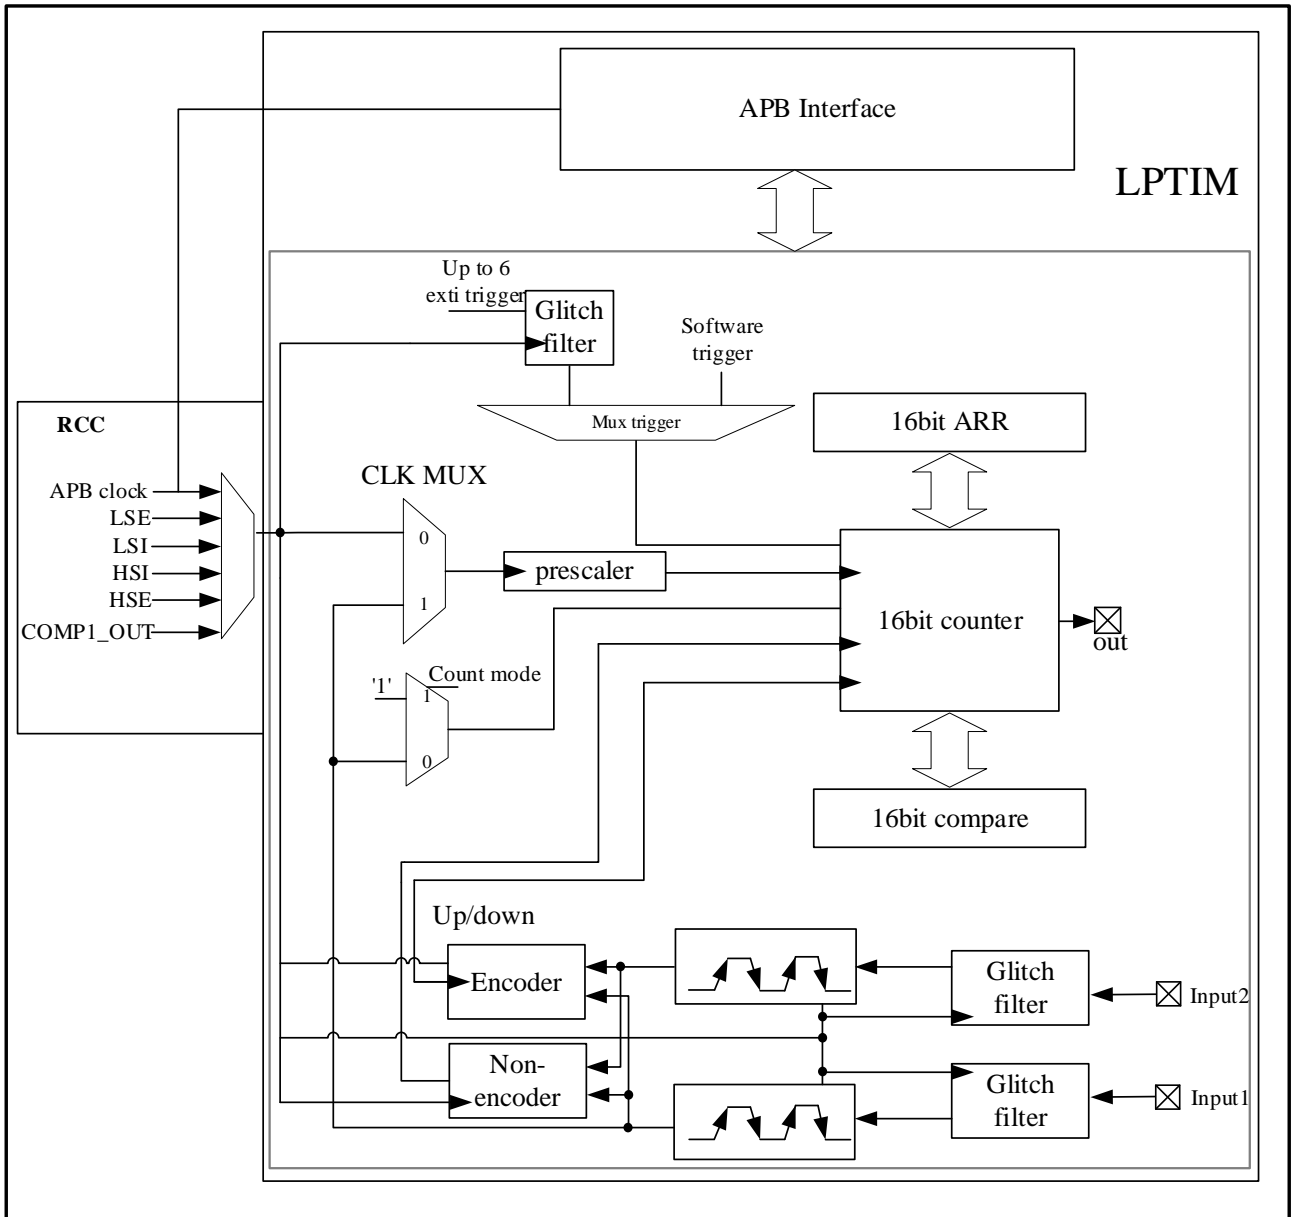 APB Interface
LPTIM
Up to 6
exti trigger
Glitch
filter
Software
trigger
Mux trigger
16bit ARR
RCC
CLK MUX
APB clock
LSE
LSI
HSI
HSE
COMP1_OUT
0
1
prescaler
16bit counter
out
'1'
Count mode
1
0
16bit compare
Up/down
Encoder
Glitch
filter
Input2
Non-
encoder
Glitch
filter
Input1